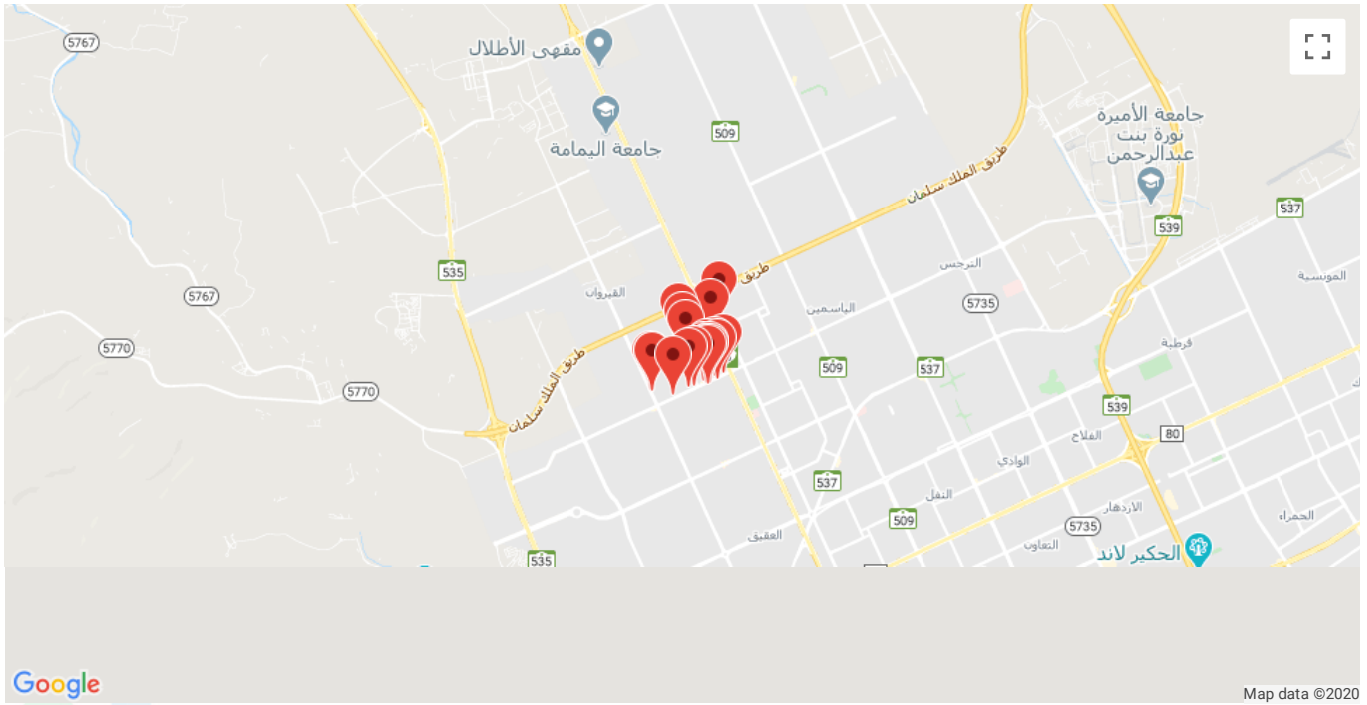 5767
مقهى الأطلال
جامعة الأميرة
نورة بنت
عبدالرحمن
509
جامعة اليمامة
طريق الملك سلمان
537
539
535
القيروان
طريق
النرجس
المونسية
5767
الياسمين
5735
5770
قرطبة
509
537
5770
طريق الملك سلمان
539
80
الفلاح
الوادي
537
النفل
509
الازدهار
5735
الحمراء
العقيق
التعاون
الحكير لاند
535
Google
Map data ©2020